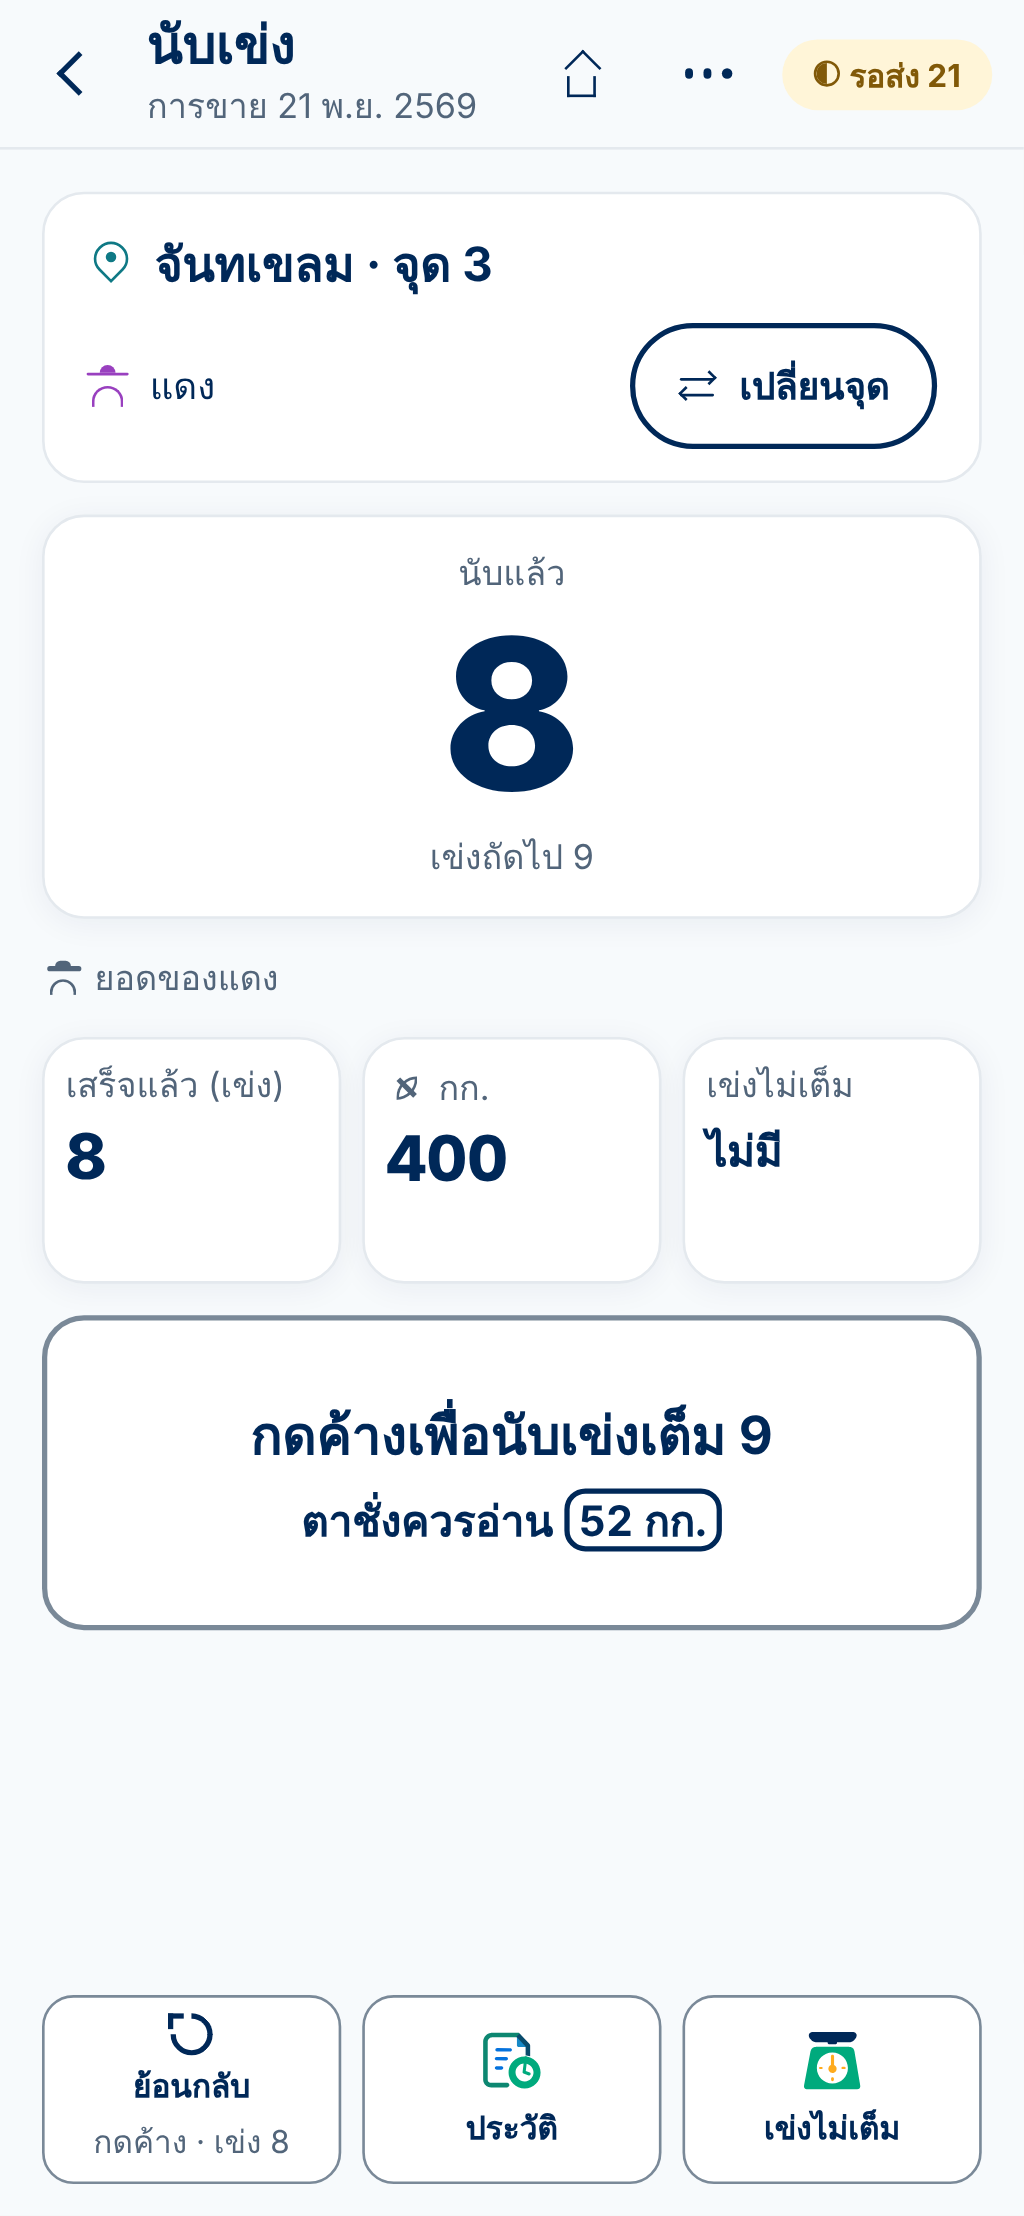 นับเข่ง
การขาย 21 พ.ย. 2569
รอส่ง 21
จันทเขลม · จุด 3
แดง
เปลี่ยนจุด
นับแล้ว
8
เข่งถัดไป 9
ยอดของแดง
เสร็จแล้ว (เข่ง)
8
กก.
400
เข่งไม่เต็ม
ไม่มี
กดค้างเพื่อนับเข่งเต็ม 9
ตาชั่งควรอ่าน 52 กก.
ย้อนกลับ
กดค้าง · เข่ง 8
ประวัติ
เข่งไม่เต็ม